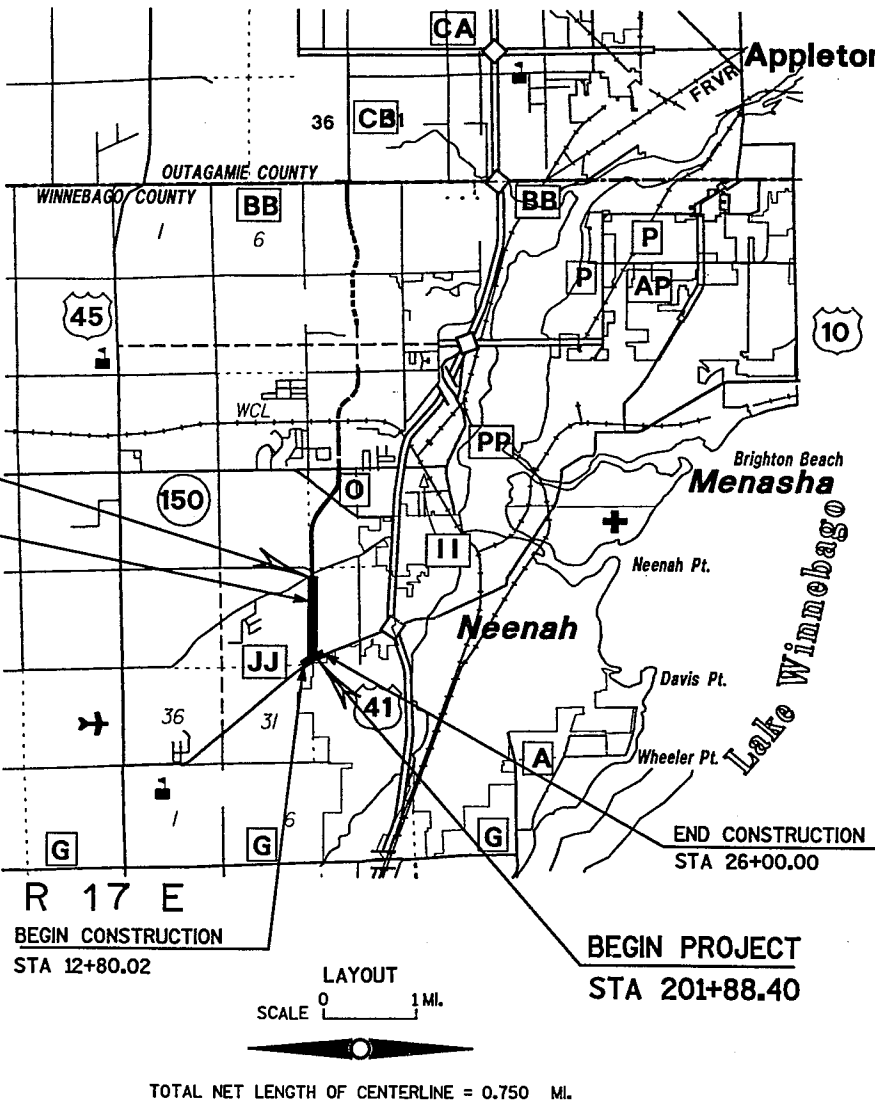 CA
Appleton
FRVR
36
CB
31
OUTAGAMIE COUNTY
WINNEBAGO COUNTY
BB
BB
1
6
P
P
AP
45
10
WCL
PP
Brighton Beach
Menasha
150
O
II
Neenah Pt.
Neenah
Lake Winnebago
JJ
Davis Pt.
41
36
31
A
Wheeler Pt.
1
6
G
G
G
END CONSTRUCTION
STA 26+00.00
R 17 E
BEGIN CONSTRUCTION
STA 12+80.02
BEGIN PROJECT
STA 201+88.40
LAYOUT
SCALE 0 1 MI.
TOTAL NET LENGTH OF CENTERLINE = 0.750 MI.